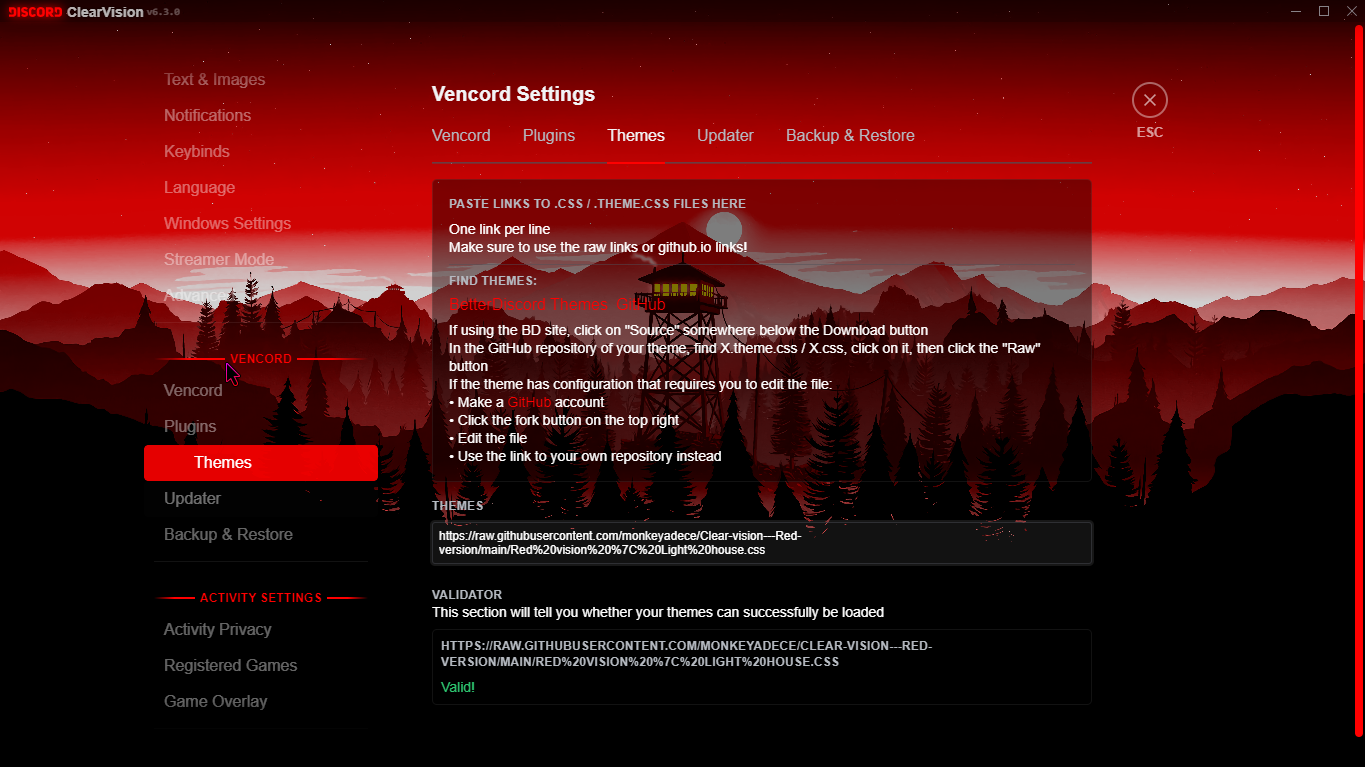 DISCORD ClearVision v6.3.0
Text & Images
Notifications
Keybinds
Language
Windows Settings
Streamer Mode
Advanced
VENCORD
Vencord
Plugins
Themes
Updater
Backup & Restore
ACTIVITY SETTINGS
Activity Privacy
Registered Games
Game Overlay
Vencord Settings
Vencord Plugins Themes Updater Backup & Restore
PASTE LINKS TO .CSS / .THEME.CSS FILES HERE
One link per line
Make sure to use the raw links or github.io links!
FIND THEMES:
BetterDiscord Themes GitHub
If using the BD site, click on "Source" somewhere below the Download button
In the GitHub repository of your theme, find X.theme.css / X.css, click on it, then click the "Raw"
button
If the theme has configuration that requires you to edit the file:
• Make a GitHub account
• Click the fork button on the top right
• Edit the file
• Use the link to your own repository instead
THEMES
https://raw.githubusercontent.com/monkeyadece/Clear-vision---Red-
version/main/Red%20vision%20%7C%20Light%20house.css
VALIDATOR
This section will tell you whether your themes can successfully be loaded
HTTPS://RAW.GITHUBUSERCONTENT.COM/MONKEYADECE/CLEAR-VISION---RED-
VERSION/MAIN/RED%20VISION%20%7C%20LIGHT%20HOUSE.CSS
Valid!
ESC